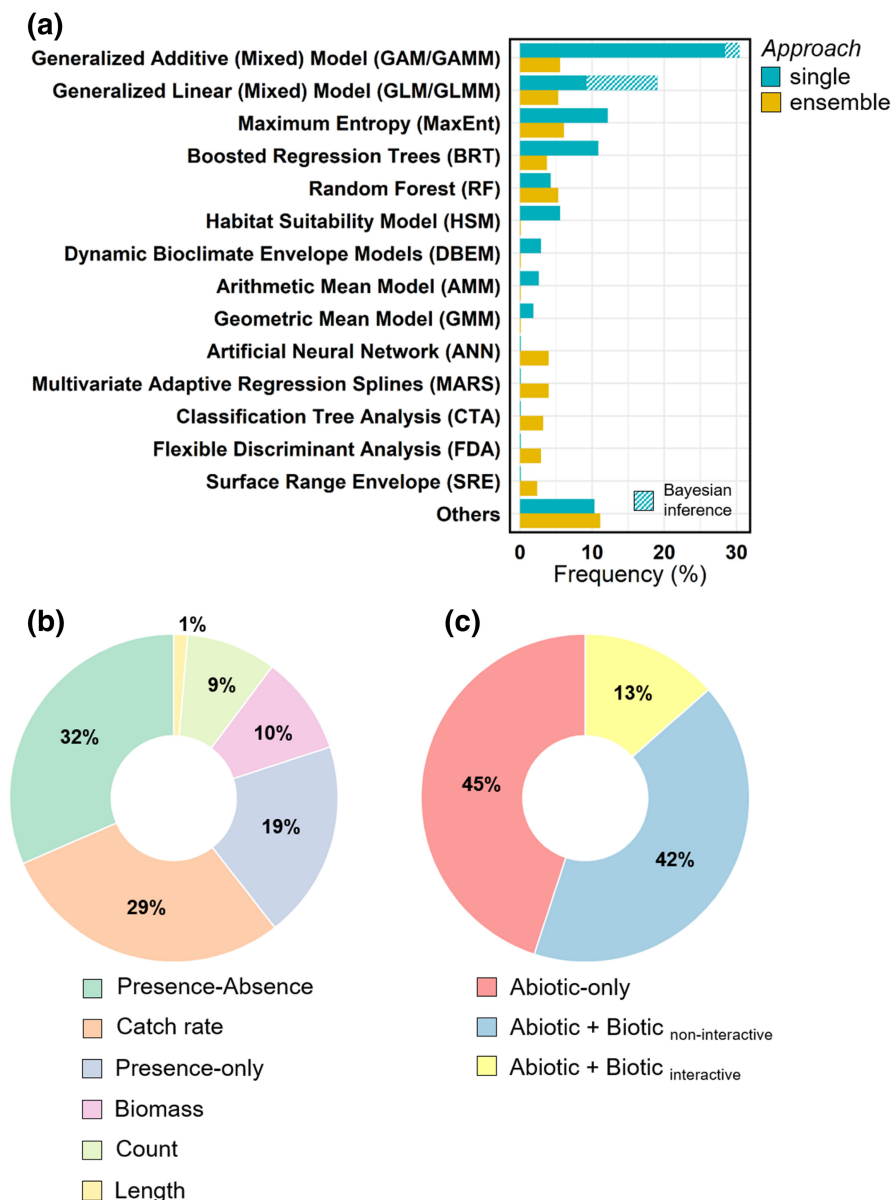 (a)
Generalized Additive (Mixed) Model (GAM/GAMM)
Generalized Linear (Mixed) Model (GLM/GLMM)
Maximum Entropy (MaxEnt)
Boosted Regression Trees (BRT)
Random Forest (RF)
Habitat Suitability Model (HSM)
Dynamic Bioclimate Envelope Models (DBEM)
Arithmetic Mean Model (AMM)
Geometric Mean Model (GMM)
Artificial Neural Network (ANN)
Multivariate Adaptive Regression Splines (MARS)
Classification Tree Analysis (CTA)
Flexible Discriminant Analysis (FDA)
Surface Range Envelope (SRE)
Others
Approach
single
ensemble
Bayesian
inference
0 10 20 30
Frequency (%)
(b)
1%
9%
10%
19%
29%
32%
Presence-Absence
Catch rate
Presence-only
Biomass
Count
Length
(c)
13%
42%
45%
Abiotic-only
Abiotic + Biotic non-interactive
Abiotic + Biotic interactive